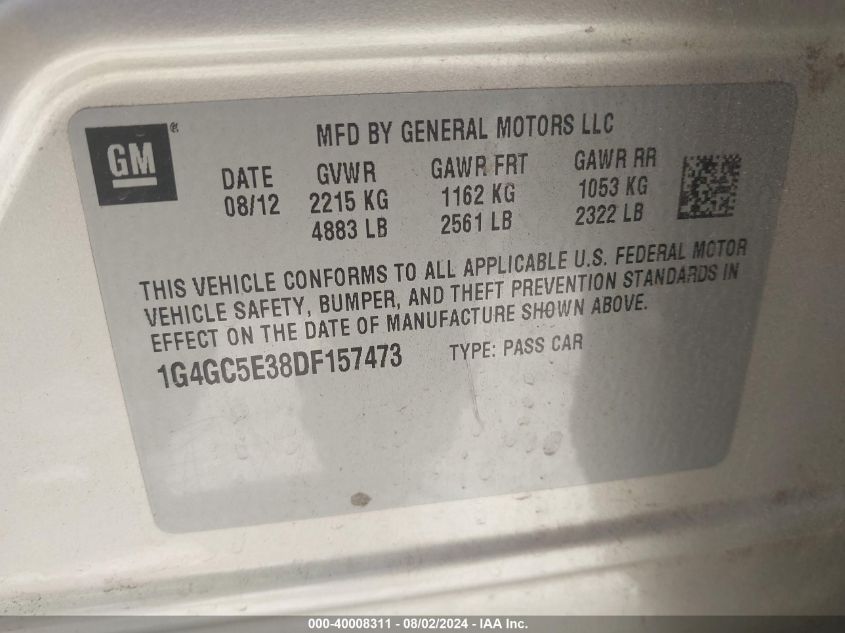 GM®
MFD BY GENERAL MOTORS LLC
DATE GVWR GAWR FRT GAWR RR
08/12 2215 KG 1162 KG 1053 KG
4883 LB 2561 LB 2322 LB
THIS VEHICLE CONFORMS TO ALL APPLICABLE U.S. FEDERAL MOTOR
VEHICLE SAFETY, BUMPER, AND THEFT PREVENTION STANDARDS IN
EFFECT ON THE DATE OF MANUFACTURE SHOWN ABOVE.
1G4GC5E38DF157473 TYPE: PASS CAR
000-40008311 - 08/02/2024 - IAA Inc.